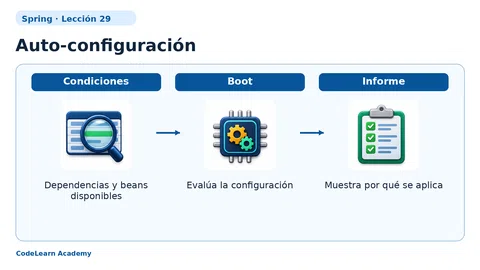 Spring · Lección 29
Auto-configuración
Condiciones
Boot
Informe
Dependencias y beans
disponibles
Evalúa la configuración
Muestra por qué se aplica
CodeLearn Academy